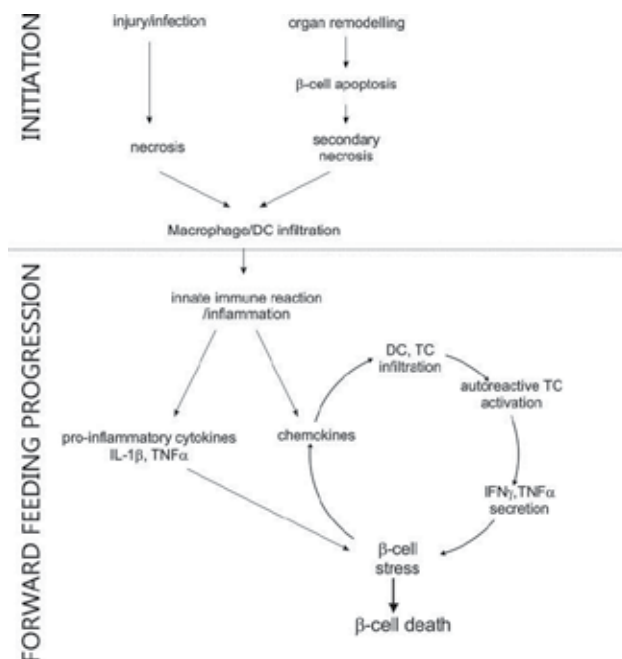 INITIATION
injury/infection
organ remodelling
β-cell apoptosis
necrosis
secondary
necrosis
Macrophage/DC infiltration
FORWARD FEEDING PROGRESSION
innate immune reaction
/inflammation
DC, TC
infiltration
autoreactive TC
activation
pro-inflammatory cytokines
IL-1β, TNFα
chemokines
IFNγ,TNFα
secretion
β-cell
stress
β-cell death